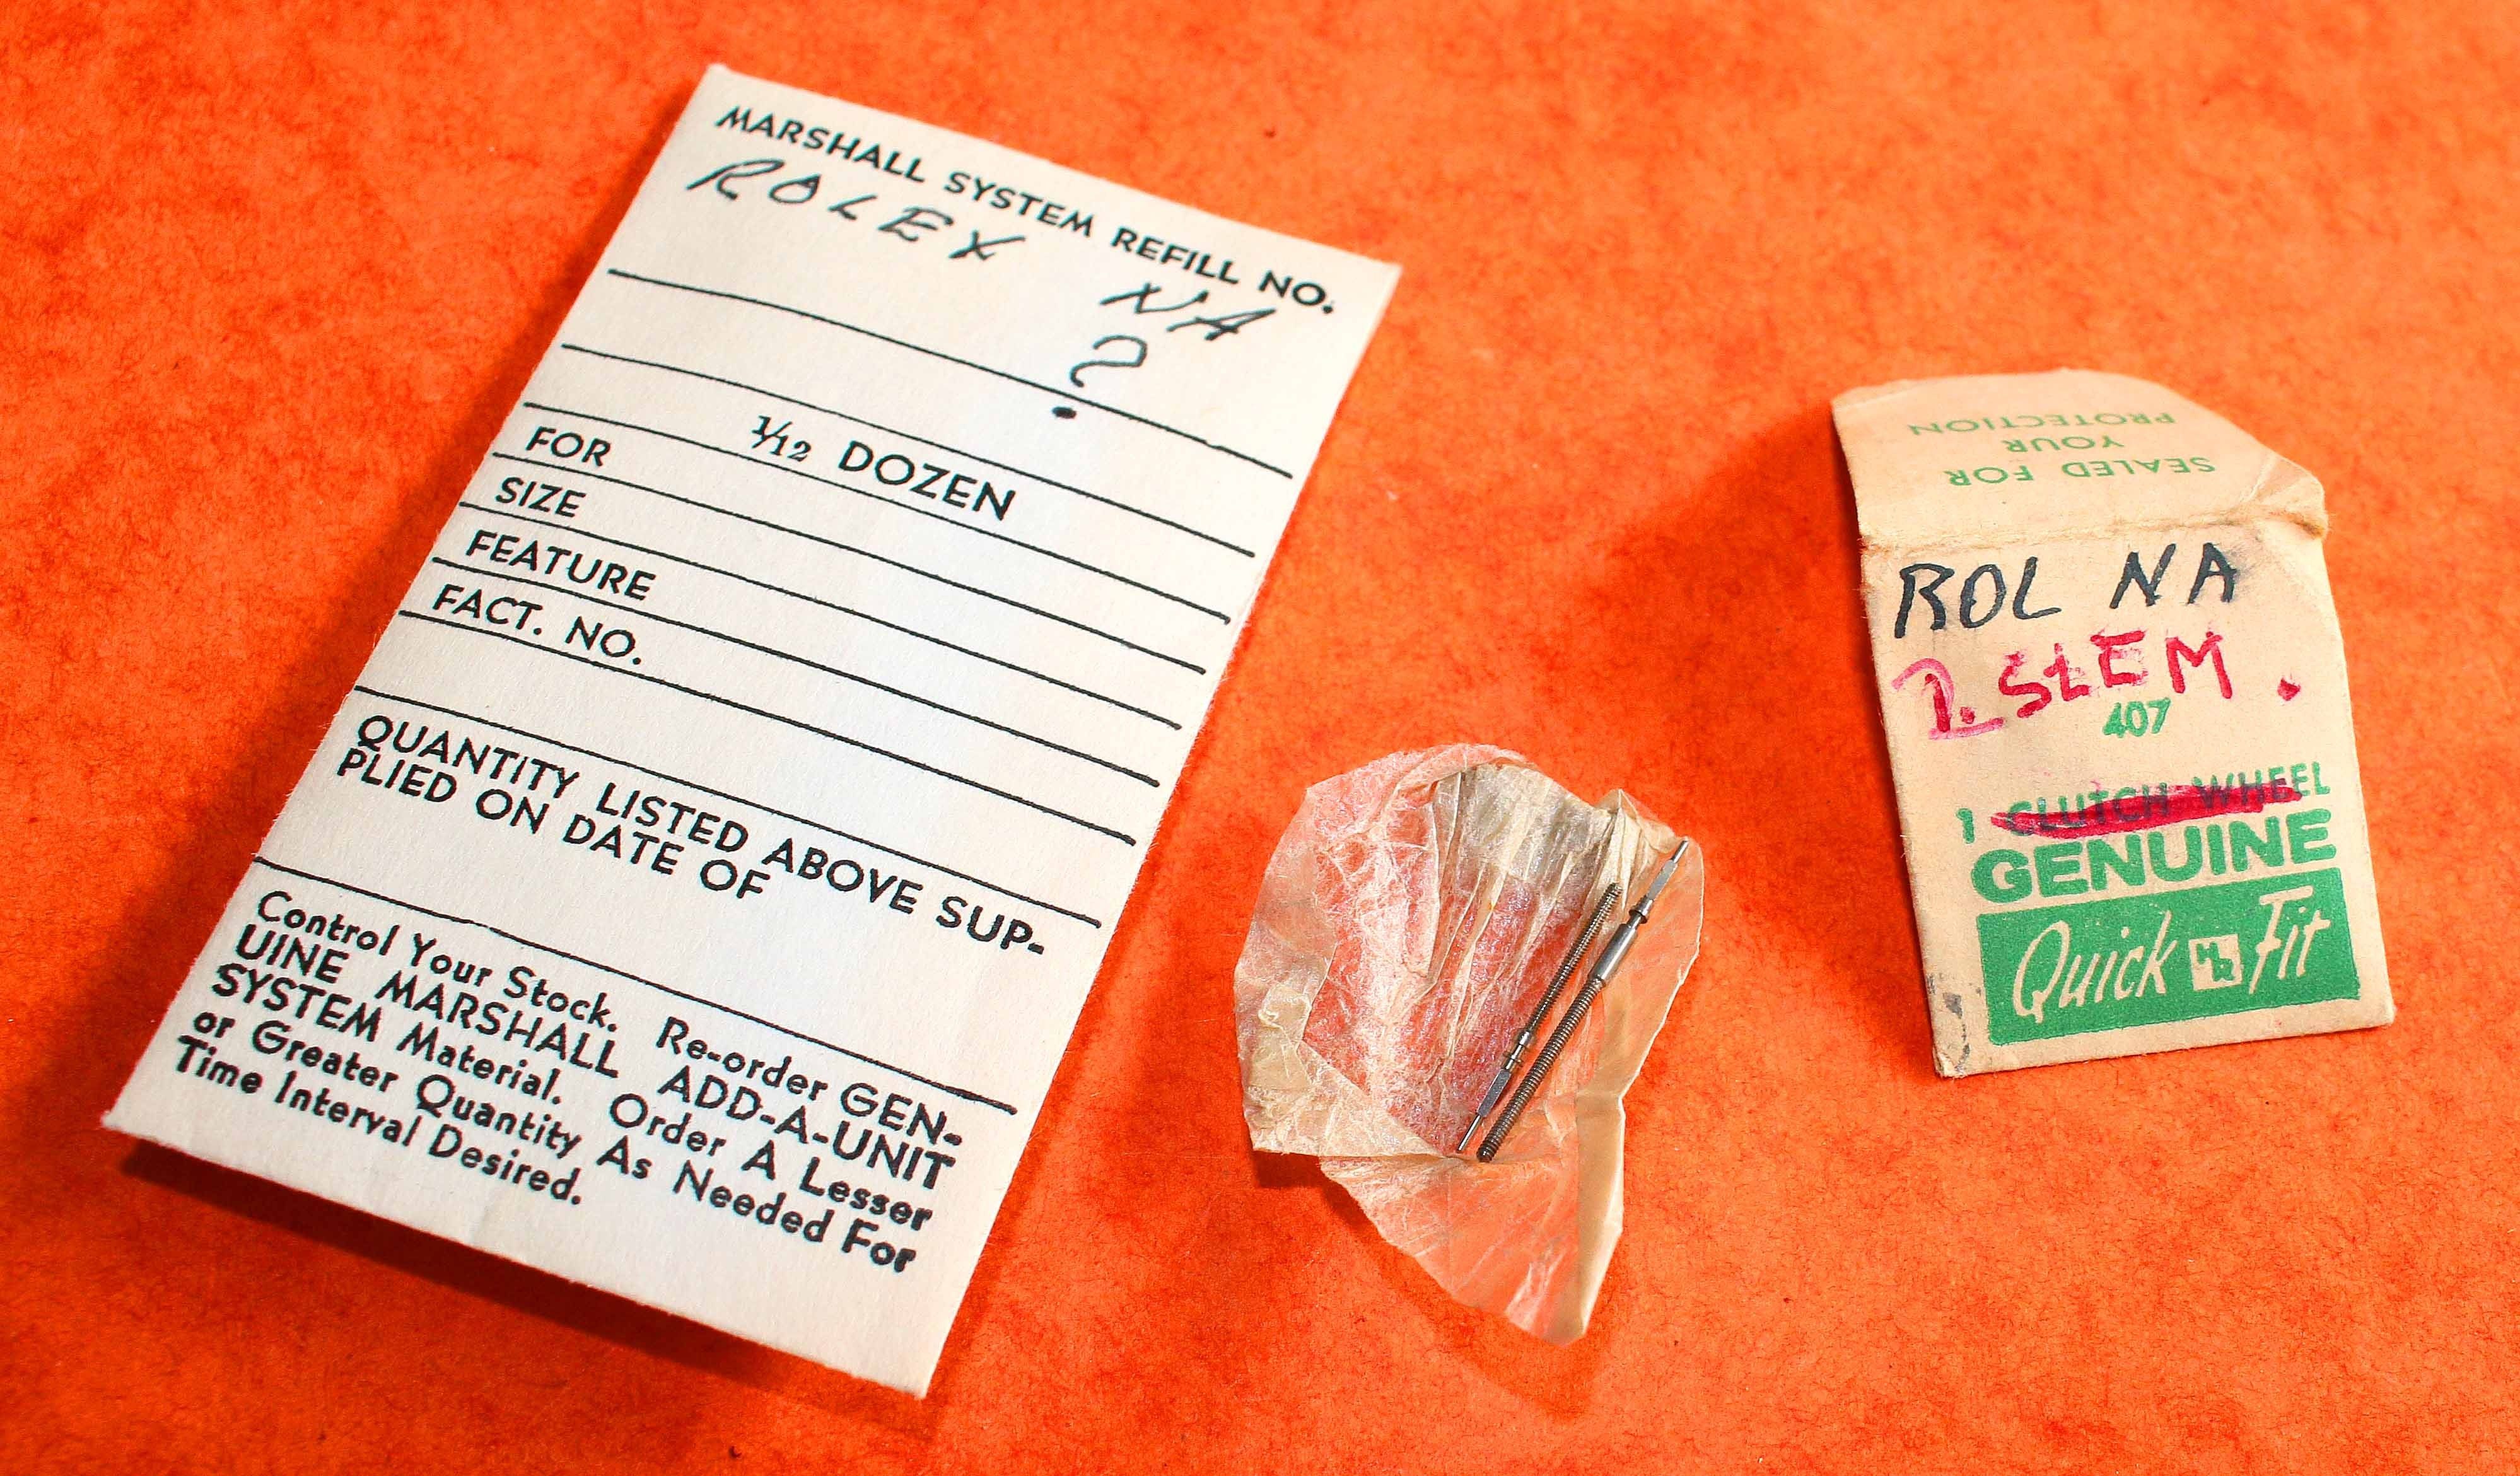 MARSHALL SYSTEM REFILL NO.
ROLEX
NA
?
1/12 DOZEN
FOR
SIZE
FEATURE
FACT. NO.
QUANTITY LISTED ABOVE SUP-
PLIED ON DATE OF
Control Your Stock. Re-order GEN-
UINE MARSHALL ADD-A-UNIT
SYSTEM Material. Order A Lesser
or Greater Quantity As Needed For
Time Interval Desired.
SEALED FOR
YOUR
PROTECTION
ROL NA
STEM.
407
1 CLUTCH WHEEL
GENUINE
Quick HR Fit